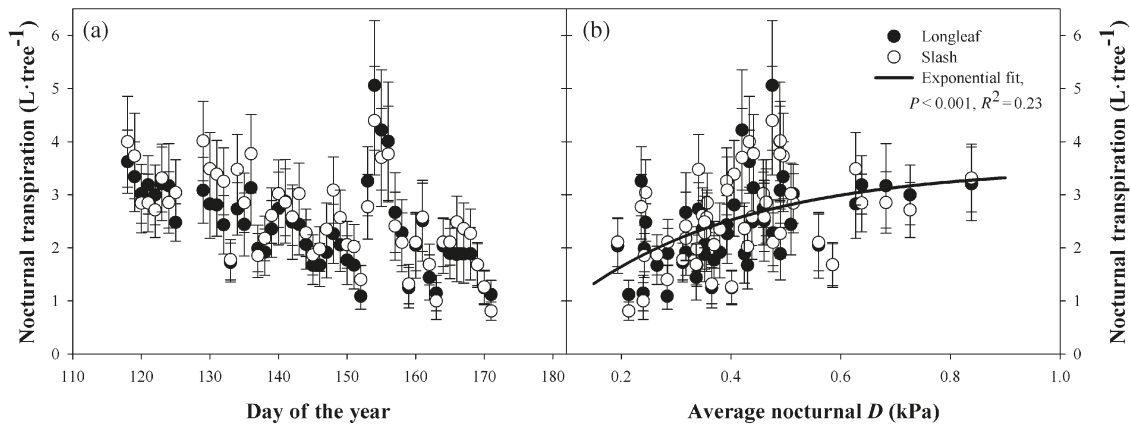 (a)
Nocturnal transpiration (L·tree⁻¹)
6
5
4
3
2
1
0
110 120 130 140 150 160 170 180
Day of the year
(b)
Longleaf
Slash
Exponential fit,
P < 0.001, R² = 0.23
0.2 0.4 0.6 0.8 1.0
Average nocturnal D (kPa)
6
5
4
3
2
1
0
Nocturnal transpiration (L·tree⁻¹)